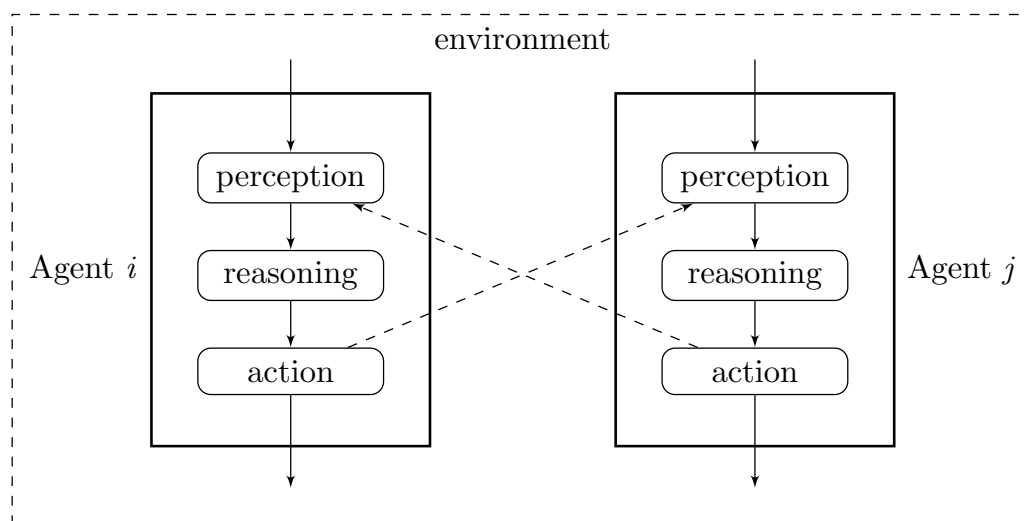 environment
perception
perception
Agent i
reasoning
reasoning
Agent j
action
action